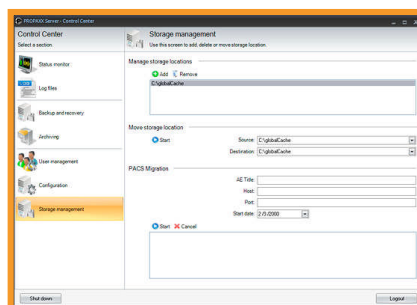 PROPAXX Server - Control Center
Control Center
Select a section
Storage management
Use this screen to add, delete or move storage location.
Status monitor
Log files
Backup and recovery
Archiving
User management
Configuration
Storage management
Manage storage locations
Add Remove
C:\globalCache
Move storage location
Start
Source: C:\globalCache
Destination: C:\globalCache
PACS Migration
AE Title:
Host:
Port:
Start date: 2/5/2000
Start Cancel
Shut down
Logout